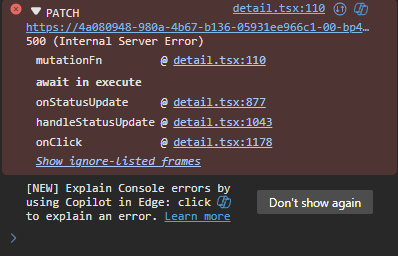 PATCH detail.tsx:110
https://4a080948-980a-4b67-b136-05931ee966c1-00-bp4…
500 (Internal Server Error)
mutationFn @ detail.tsx:110
await in execute
onStatusUpdate @ detail.tsx:877
handleStatusUpdate @ detail.tsx:1043
onClick @ detail.tsx:1178
Show ignore-listed frames
[NEW] Explain Console errors by
using Copilot in Edge: click
to explain an error. Learn more
Don't show again